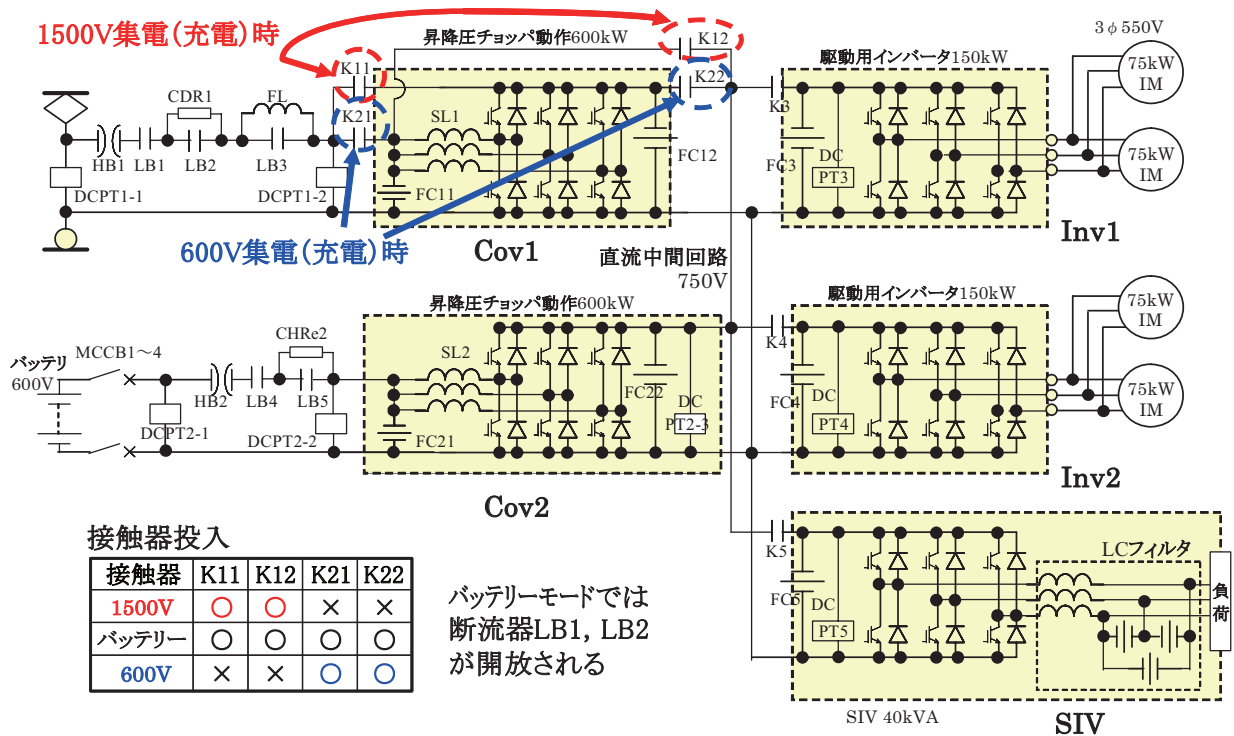 1500V集電(充電)時
昇降圧チョッパ動作600kW
K12
K11
K22
駆動用インバータ150kW
3φ550V
75kW
IM
CDR1
FL
K21
SL1
K3
HB1
LB1
LB2
LB3
FC12
FC3
DC
PT3
75kW
IM
DCPT1-1
DCPT1-2
FC11
600V集電(充電)時
Cov1
直流中間回路
750V
Inv1
昇降圧チョッパ動作600kW
駆動用インバータ150kW
75kW
IM
バッテリ
600V
MCCB1～4
CHRe2
SL2
K4
HB2
LB4
LB5
FC22
DC
PT2-3
FC4
DC
PT4
75kW
IM
DCPT2-1
DCPT2-2
FC21
Cov2
Inv2
接触器投入
接触器 K11 K12 K21 K22
1500V ○ ○ × ×
バッテリー ○ ○ ○ ○
600V × × ○ ○
バッテリーモードでは
断流器LB1, LB2
が開放される
K5
FC5
DC
PT5
LCフィルタ
負荷
SIV 40kVA
SIV